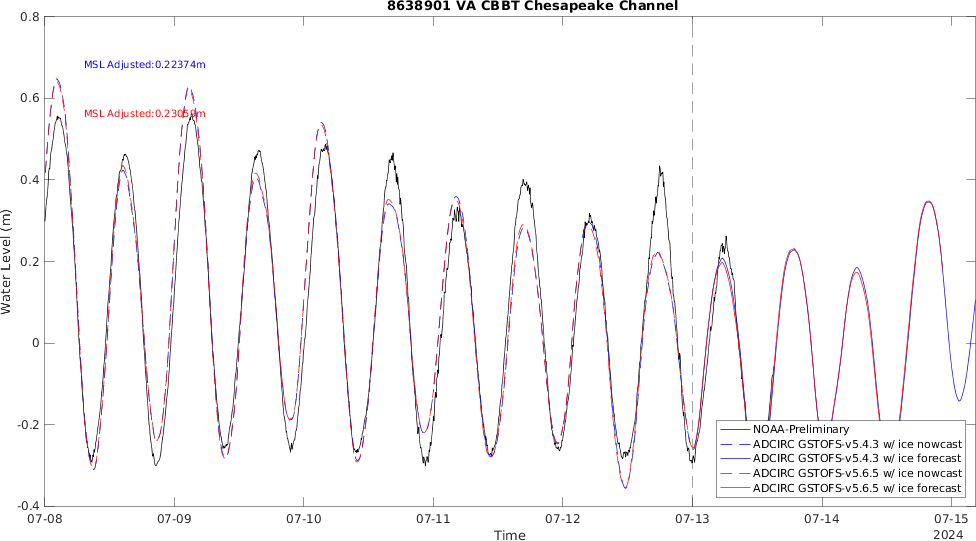 8638901 VA CBBT Chesapeake Channel
0.8
0.6
0.4
0.2
0
-0.2
-0.4
Water Level (m)
MSL Adjusted:0.22374m
MSL Adjusted:0.23059m
NOAA-Preliminary
ADCIRC GSTOFS-v5.4.3 w/ ice nowcast
ADCIRC GSTOFS-v5.4.3 w/ ice forecast
ADCIRC GSTOFS-v5.6.5 w/ ice nowcast
ADCIRC GSTOFS-v5.6.5 w/ ice forecast
07-08 07-09 07-10 07-11 07-12 07-13 07-14 07-15
Time
2024